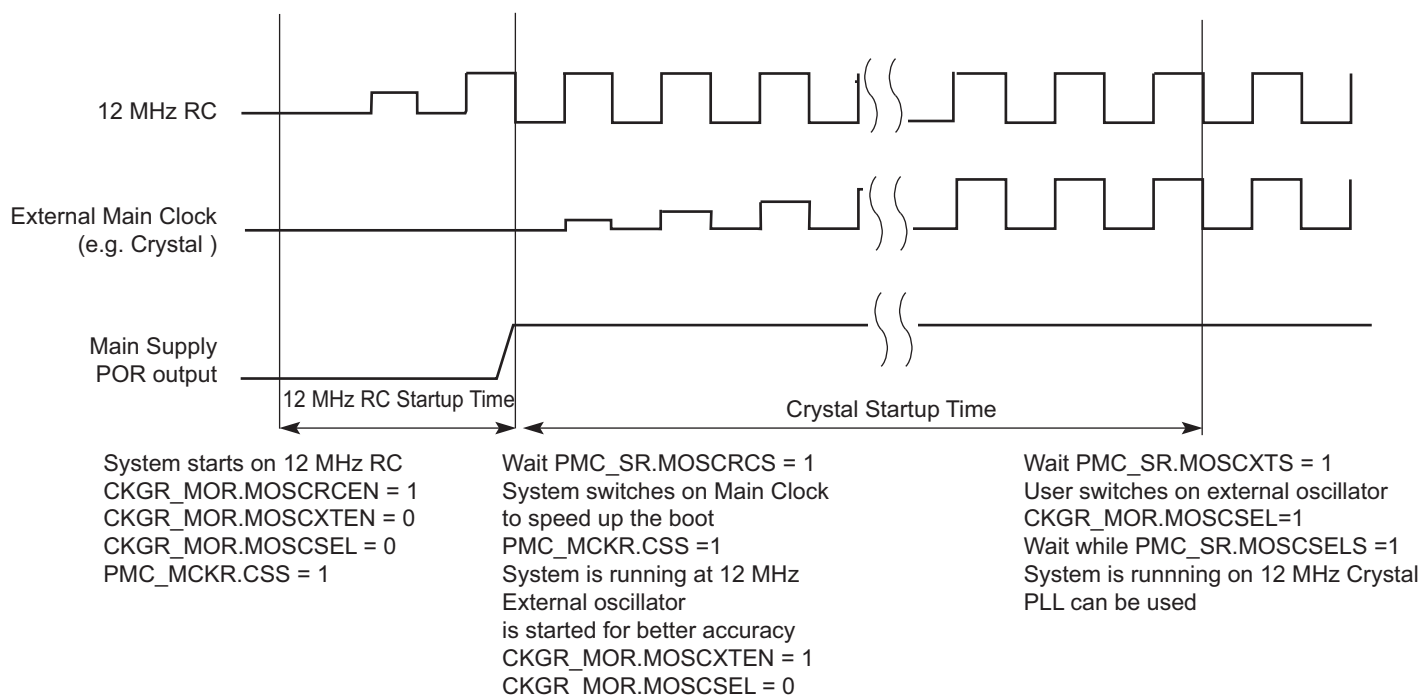 12 MHz RC
External Main Clock
(e.g. Crystal )
Main Supply
POR output
12 MHz RC Startup Time
Crystal Startup Time
System starts on 12 MHz RC
CKGR_MOR.MOSCRCEN = 1
CKGR_MOR.MOSCXTEN = 0
CKGR_MOR.MOSCSEL = 0
PMC_MCKR.CSS = 1
Wait PMC_SR.MOSCRCS = 1
System switches on Main Clock
to speed up the boot
PMC_MCKR.CSS =1
System is running at 12 MHz
External oscillator
is started for better accuracy
CKGR_MOR.MOSCXTEN = 1
CKGR_MOR.MOSCSEL = 0
Wait PMC_SR.MOSCXTS = 1
User switches on external oscillator
CKGR_MOR.MOSCSEL=1
Wait while PMC_SR.MOSCSELS =1
System is runnning on 12 MHz Crystal
PLL can be used